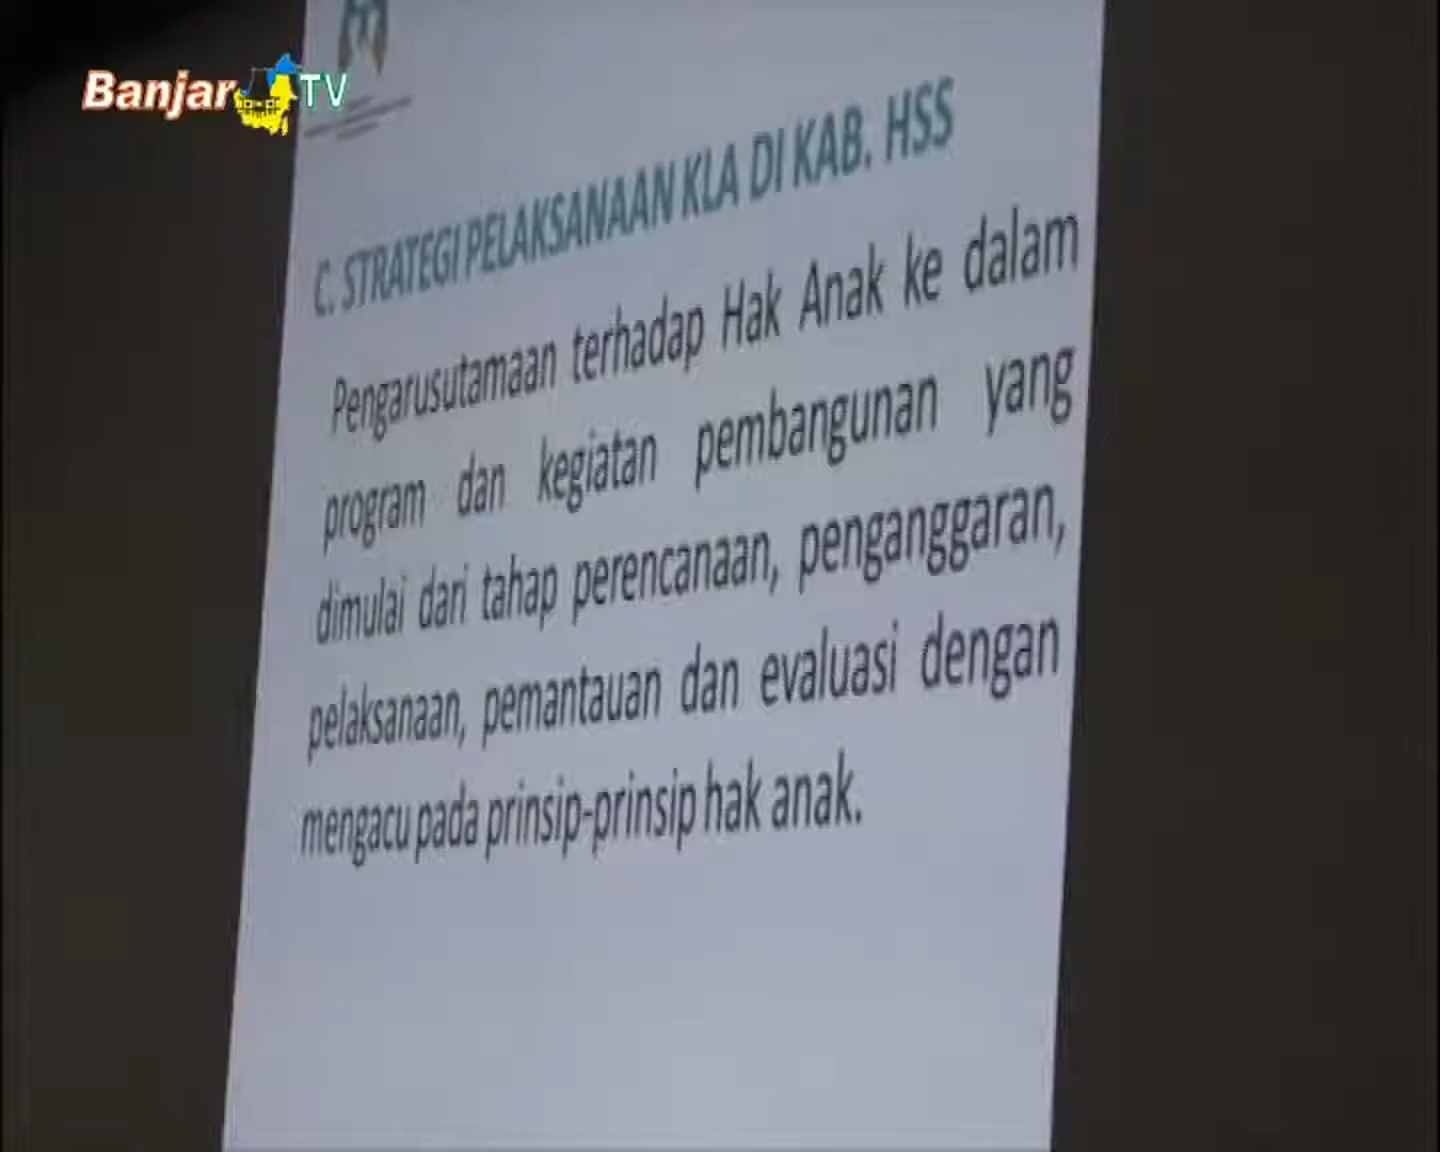 Banjar TV
C. STRATEGI PELAKSANAAN KLA DI KAB. HSS
Pengarusutamaan terhadap Hak Anak ke dalam
program dan kegiatan pembangunan yang
dimulai dari tahap perencanaan, penganggaran,
pelaksanaan, pemantauan dan evaluasi dengan
mengacu pada prinsip-prinsip hak anak.